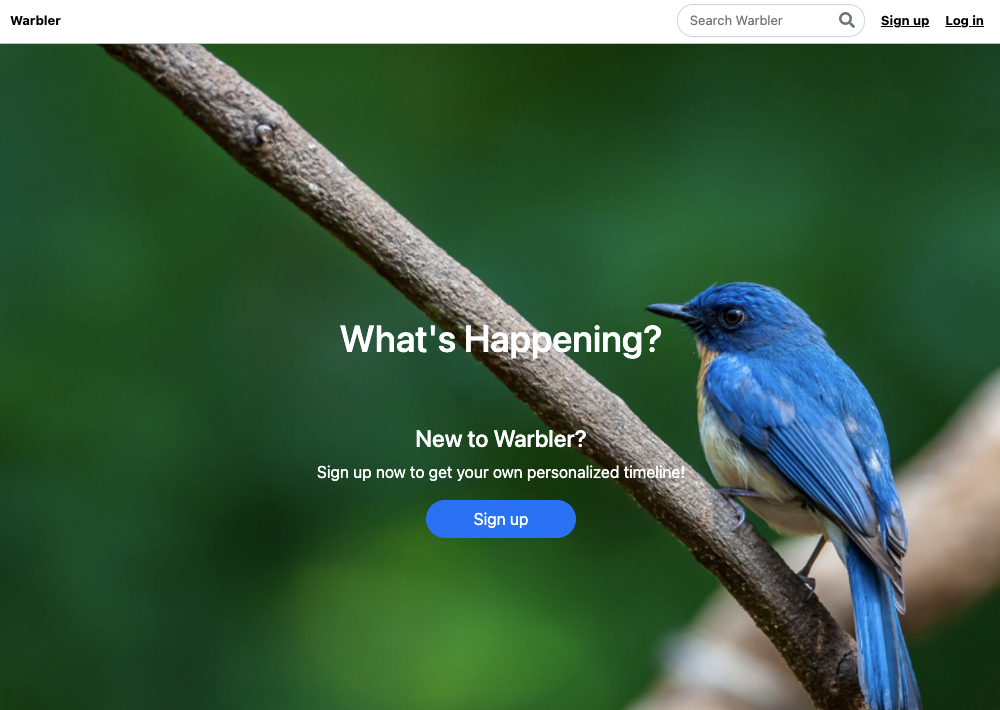 Warbler
Search Warbler
Sign up
Log in
What's Happening?
New to Warbler?
Sign up now to get your own personalized timeline!
Sign up